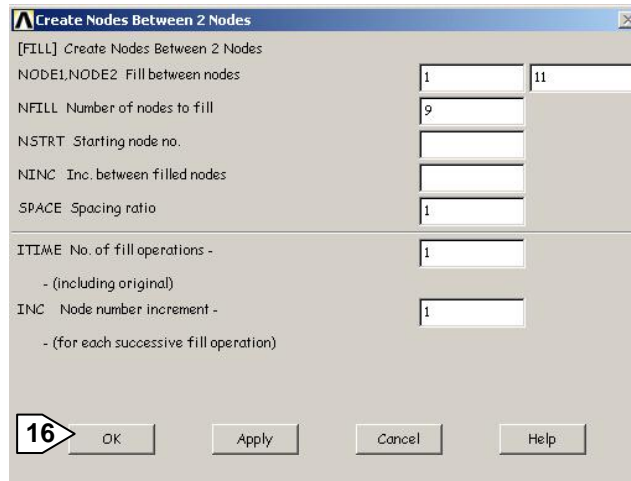 Create Nodes Between 2 Nodes
[FILL] Create Nodes Between 2 Nodes
NODE1,NODE2 Fill between nodes 1 11
NFILL Number of nodes to fill 9
NSTRT Starting node no.
NINC Inc. between filled nodes
SPACE Spacing ratio 1
ITIME No. of fill operations - 1
- (including original)
INC Node number increment - 1
- (for each successive fill operation)
16 OK Apply Cancel Help